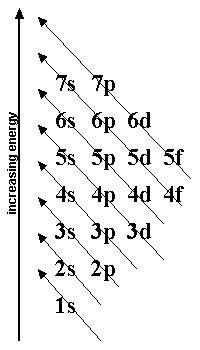 increasing energy
7s 7p
6s 6p 6d
5s 5p 5d 5f
4s 4p 4d 4f
3s 3p 3d
2s 2p
1s